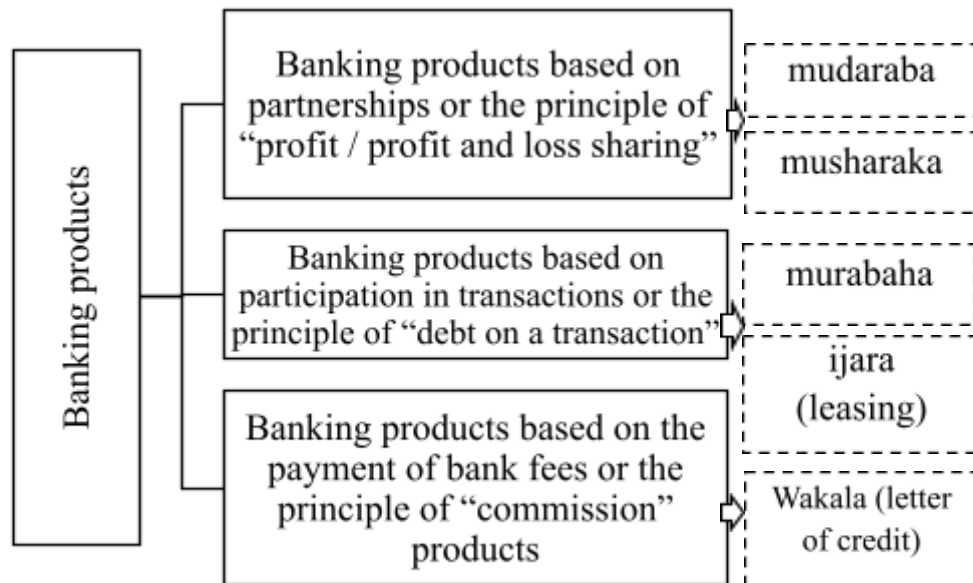 Banking products
Banking products based on
partnerships or the principle of
“profit / profit and loss sharing”
mudaraba
musharaka
Banking products based on
participation in transactions or the
principle of “debt on a transaction”
murabaha
ijara
(leasing)
Banking products based on the
payment of bank fees or the
principle of “commission”
products
Wakala (letter
of credit)